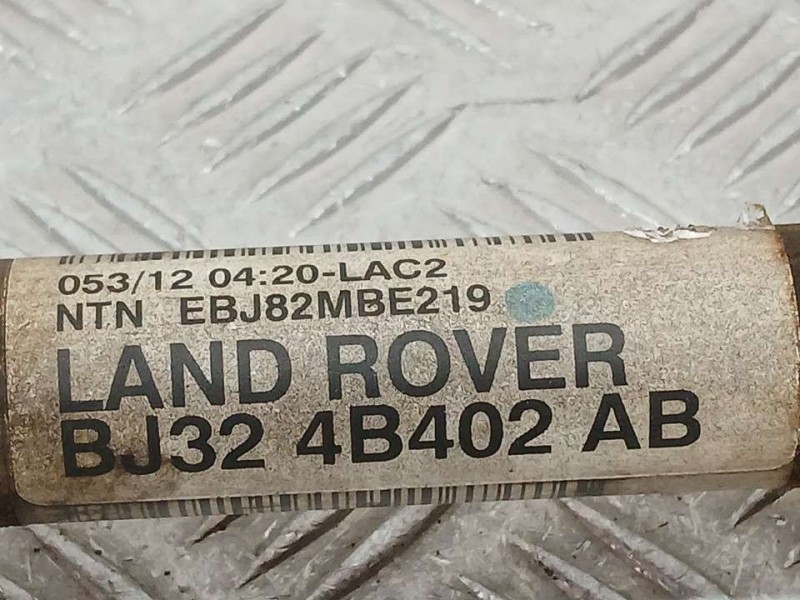 053/12 04:20-LAC2
NTN EBJ82MBE219
LAND ROVER
BJ32 4B402 AB